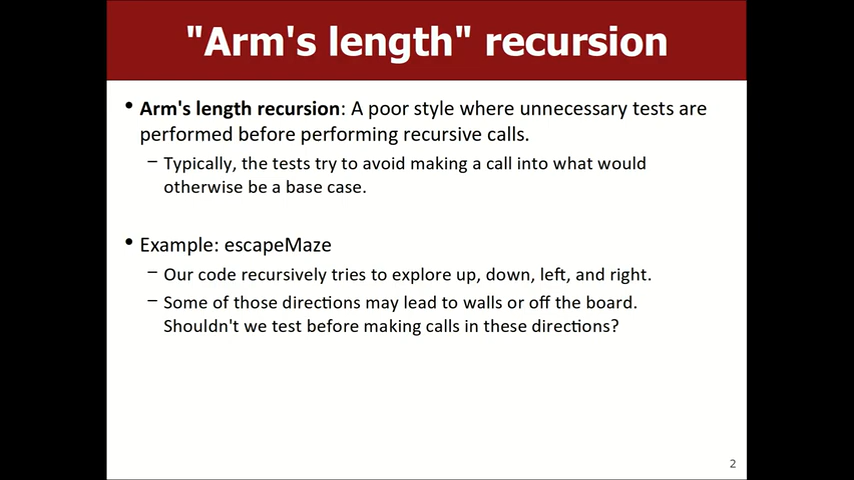 "Arm's length" recursion
• Arm's length recursion: A poor style where unnecessary tests are
performed before performing recursive calls.
– Typically, the tests try to avoid making a call into what would
otherwise be a base case.
• Example: escapeMaze
– Our code recursively tries to explore up, down, left, and right.
– Some of those directions may lead to walls or off the board.
Shouldn't we test before making calls in these directions?
2